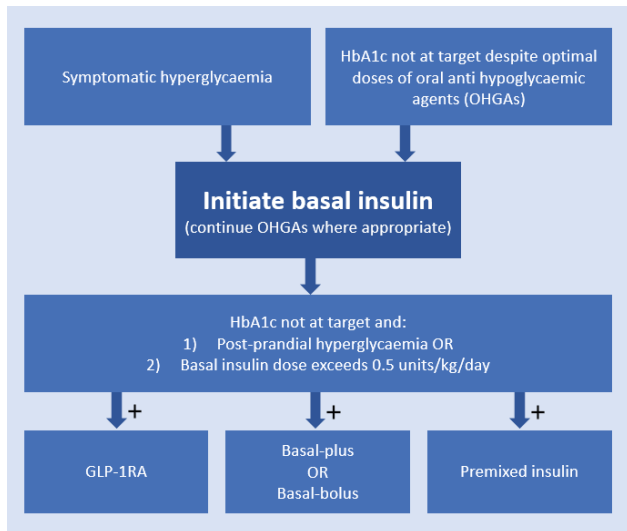 Symptomatic hyperglycaemia
HbA1c not at target despite optimal
doses of oral anti hypoglycaemic
agents (OHGAs)
Initiate basal insulin
(continue OHGAs where appropriate)
HbA1c not at target and:
1) Post-prandial hyperglycaemia OR
2) Basal insulin dose exceeds 0.5 units/kg/day
+
+
+
GLP-1RA
Basal-plus
OR
Basal-bolus
Premixed insulin